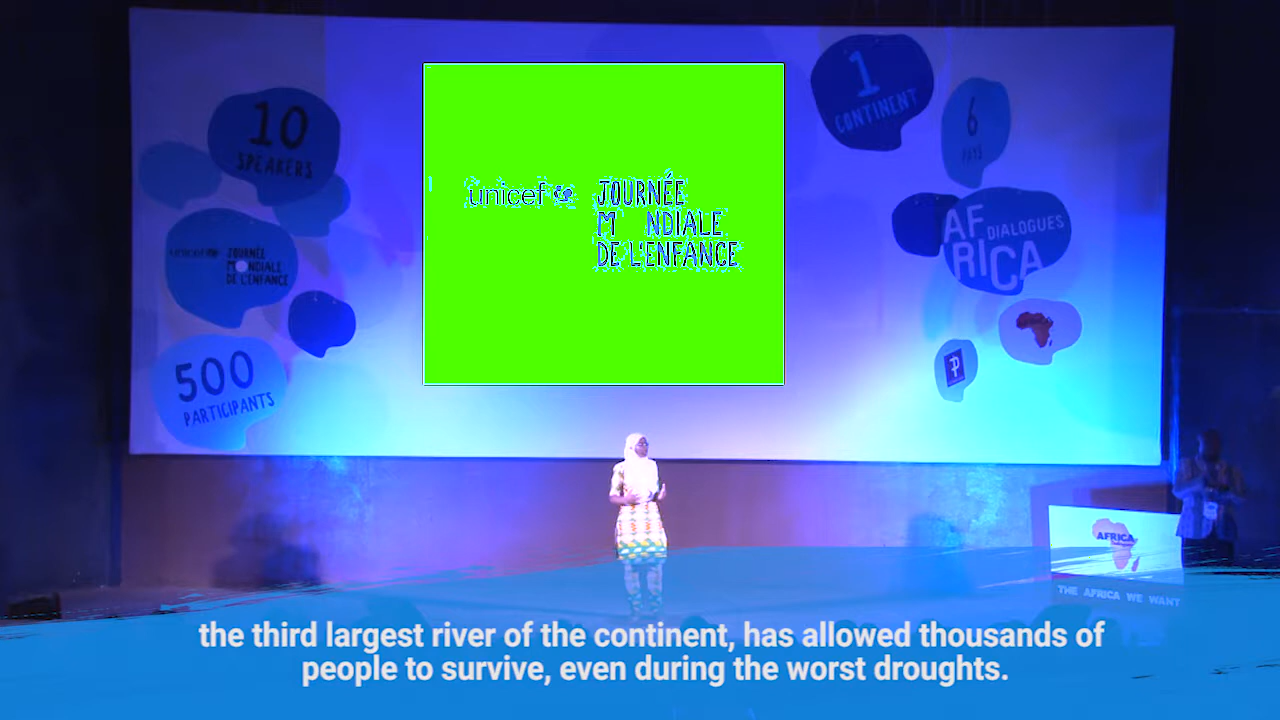 10
SPEAKERS
unicef
JOURNÉE
MONDIALE
DE L'ENFANCE
500
PARTICIPANTS
unicef
JOURNÉE
M NDIALE
DE L'ENFANCE
1
CONTINENT
6
PAYS
AFRICA
DIALOGUES
AFRICA
THE AFRICA WE WANT
the third largest river of the continent, has allowed thousands of
people to survive, even during the worst droughts.